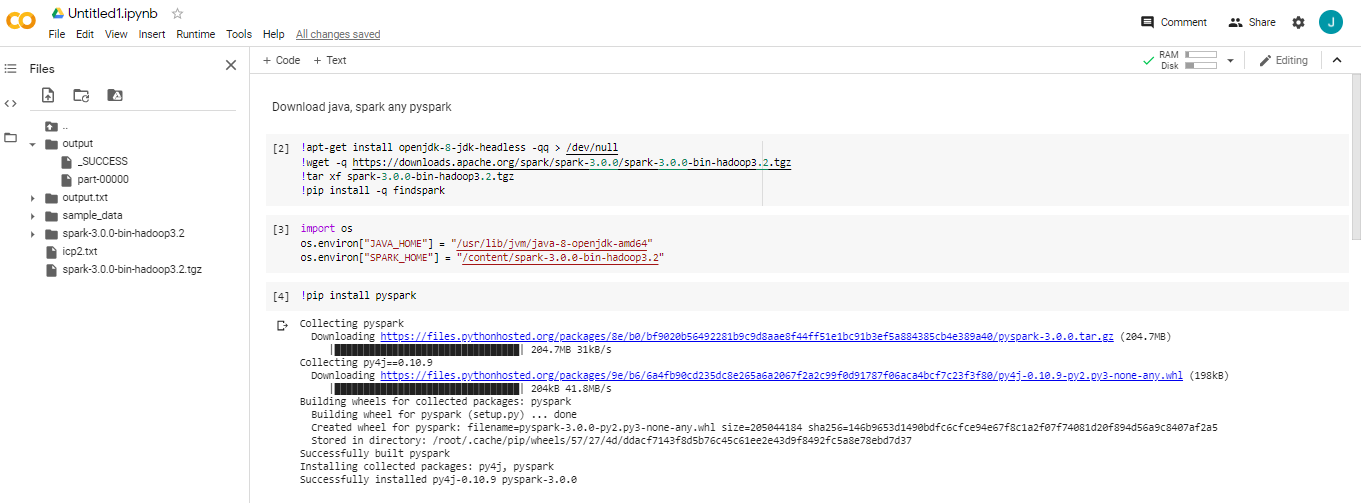 Untitled1.ipynb
File Edit View Insert Runtime Tools Help All changes saved
Comment Share J
Files
+ Code + Text
RAM
Disk
Editing
..
output
_SUCCESS
part-00000
output.txt
sample_data
spark-3.0.0-bin-hadoop3.2
icp2.txt
spark-3.0.0-bin-hadoop3.2.tgz
Download java, spark any pyspark
[2] !apt-get install openjdk-8-jdk-headless -qq > /dev/null
!wget -q https://downloads.apache.org/spark/spark-3.0.0/spark-3.0.0-bin-hadoop3.2.tgz
!tar xf spark-3.0.0-bin-hadoop3.2.tgz
!pip install -q findspark
[3] import os
os.environ["JAVA_HOME"] = "/usr/lib/jvm/java-8-openjdk-amd64"
os.environ["SPARK_HOME"] = "/content/spark-3.0.0-bin-hadoop3.2"
[4] !pip install pyspark
Collecting pyspark
Downloading https://files.pythonhosted.org/packages/8e/b0/bf9020b56492281b9c9d8aae8f44ff51e1bc91b3ef5a884385cb4e389a40/pyspark-3.0.0.tar.gz (204.7MB)
204.7MB 31kB/s
Collecting py4j==0.10.9
Downloading https://files.pythonhosted.org/packages/9e/b6/6a4fb90cd235dc8e265a6a2067f2a2c99f0d91787f06aca4bcf7c23f3f80/py4j-0.10.9-py2.py3-none-any.whl (198kB)
204kB 41.8MB/s
Building wheels for collected packages: pyspark
Building wheel for pyspark (setup.py) ... done
Created wheel for pyspark: filename=pyspark-3.0.0-py2.py3-none-any.whl size=205044184 sha256=146b9653d1490bdfc6cfce94e67f8c1a2f07f74081d20f894d56a9c8407af2a5
Stored in directory: /root/.cache/pip/wheels/57/27/4d/ddacf7143f8d5b76c45c61ee2e43d9f8492fc5a8e78ebd7d37
Successfully built pyspark
Installing collected packages: py4j, pyspark
Successfully installed py4j-0.10.9 pyspark-3.0.0